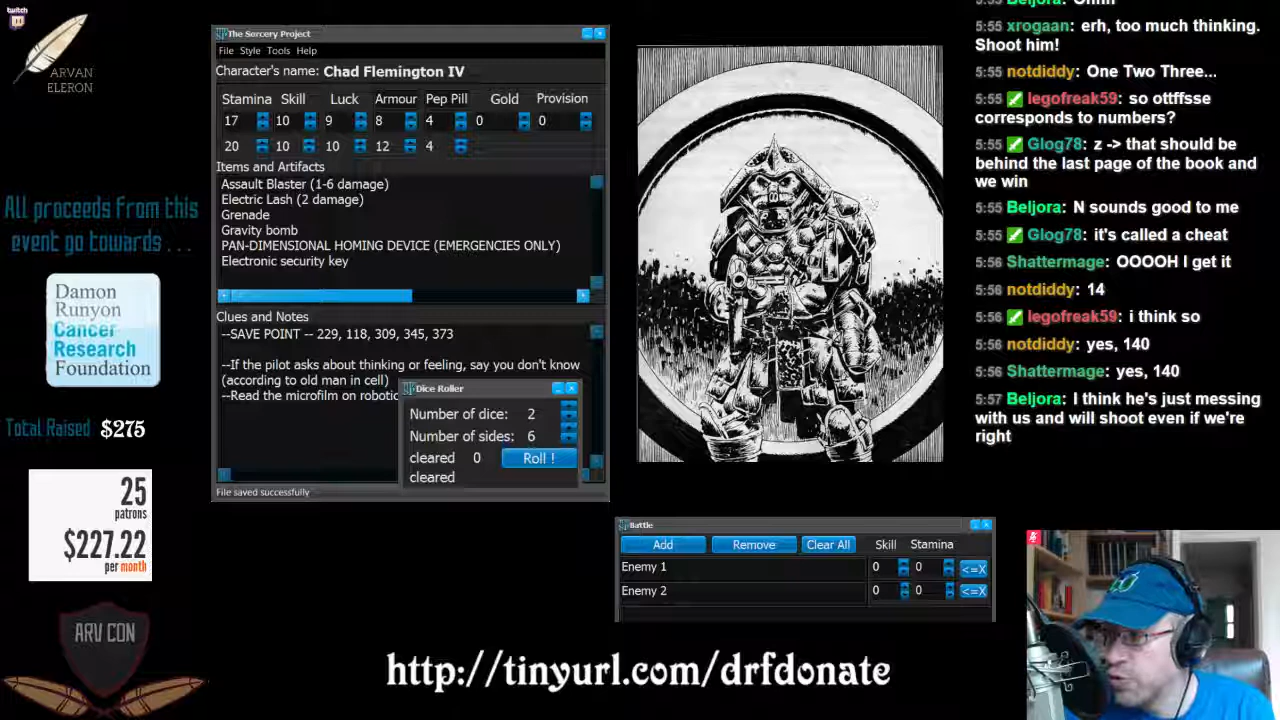 twitch
ARVAN
ELERON
All proceeds from this
event go towards . . .
Damon
Runyon
Cancer
Research
Foundation
Total Raised $275
25
patrons
$227.22
per month
ARV CON
The Sorcery Project
File Style Tools Help
Character's name: Chad Flemington IV
Stamina Skill Luck Armour Pep Pill Gold Provision
17 10 9 8 4 0 0
20 10 10 12 4
Items and Artifacts
Assault Blaster (1-6 damage)
Electric Lash (2 damage)
Grenade
Gravity bomb
PAN-DIMENSIONAL HOMING DEVICE (EMERGENCIES ONLY)
Electronic security key
Clues and Notes
--SAVE POINT -- 229, 118, 309, 345, 373
--If the pilot asks about thinking or feeling, say you don't know
(according to old man in cell)
--Read the microfilm on robotic
File saved successfully
Dice Roller
Number of dice: 2
Number of sides: 6
cleared 0 Roll !
cleared
Battle
Add Remove Clear All Skill Stamina
Enemy 1 0 0 <=X
Enemy 2 0 0 <=X
http://tinyurl.com/drfdonate
5:55 xrogaan: erh, too much thinking.
Shoot him!
5:55 notdiddy: One Two Three...
5:55 legofreak59: so ottffsse
corresponds to numbers?
5:55 Glog78: z -> that should be
behind the last page of the book and
we win
5:55 Beljora: N sounds good to me
5:55 Glog78: it's called a cheat
5:56 Shattermage: OOOOH I get it
5:56 notdiddy: 14
5:56 legofreak59: i think so
5:56 notdiddy: yes, 140
5:56 Shattermage: yes, 140
5:57 Beljora: I think he's just messing
with us and will shoot even if we're
right